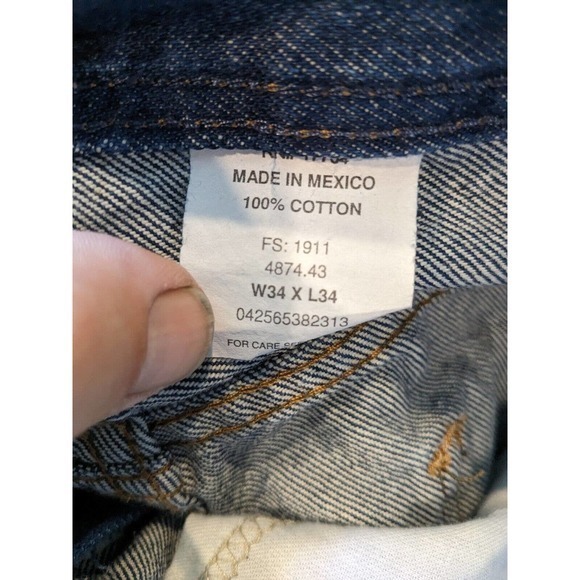 MADE IN MEXICO
100% COTTON
FS: 1911
4874.43
W34 X L34
042565382313
FOR CARE